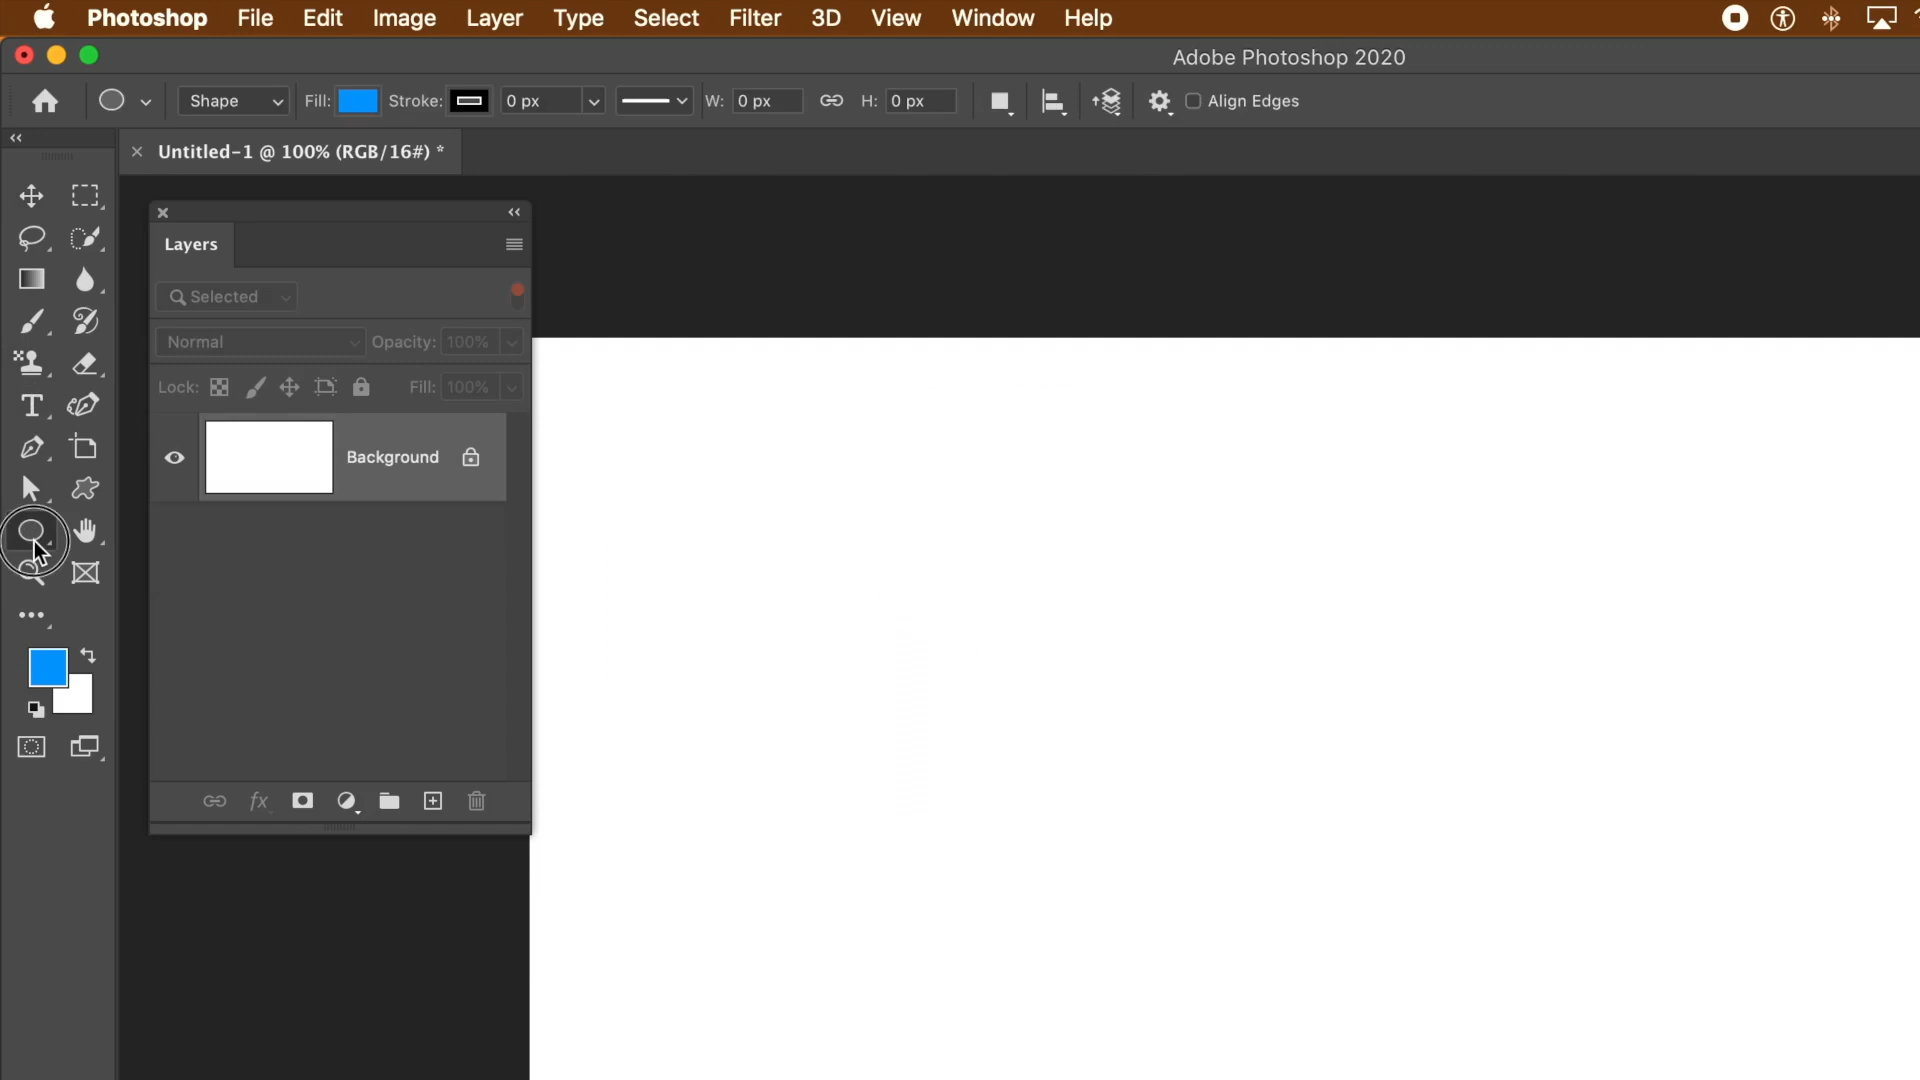 Photoshop File Edit Image Layer Type Select Filter 3D View Window Help
Adobe Photoshop 2020
Shape Fill: Stroke: 0 px W: 0 px H: 0 px Align Edges
Untitled-1 @ 100% (RGB/16#) *
Layers
Selected
Normal Opacity: 100%
Lock: Fill: 100%
Background
fx